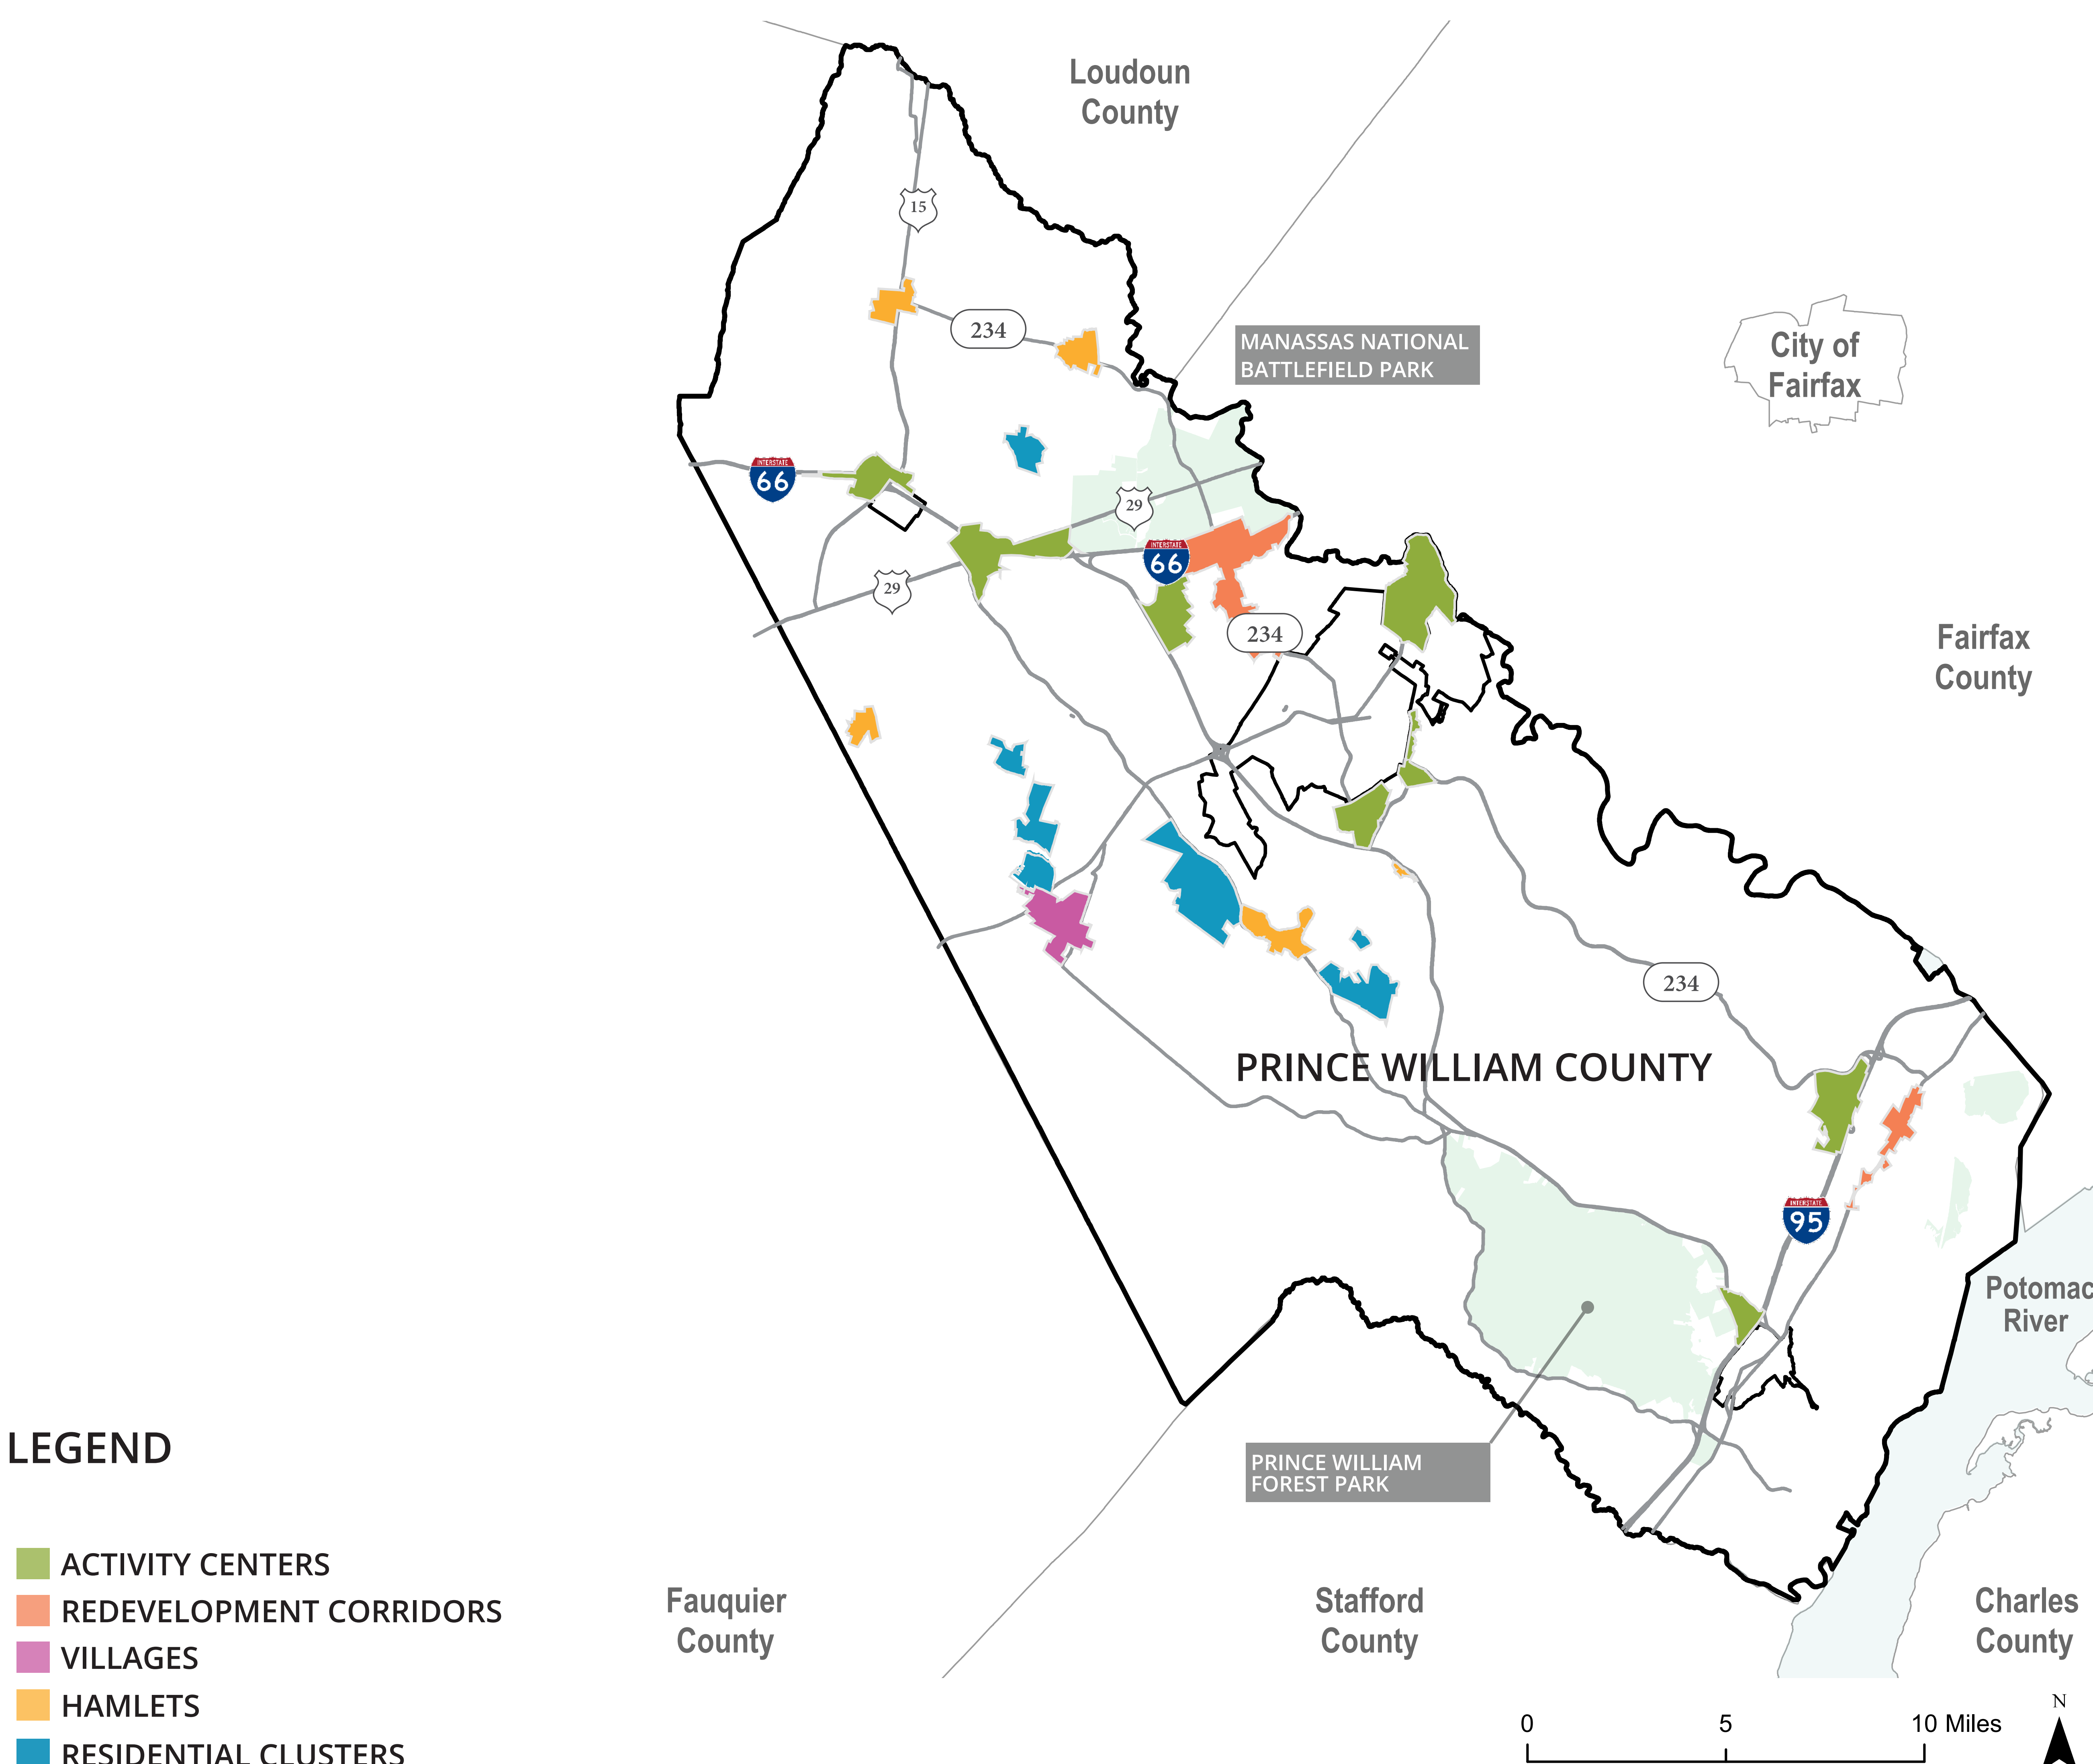 Loudoun
County
15
234
MANASSAS NATIONAL
BATTLEFIELD PARK
City of
Fairfax
INTERSTATE
66
29
INTERSTATE
66
29
234
Fairfax
County
234
PRINCE WILLIAM COUNTY
INTERSTATE
95
Potomac
River
PRINCE WILLIAM
FOREST PARK
LEGEND
ACTIVITY CENTERS
REDEVELOPMENT CORRIDORS
VILLAGES
HAMLETS
RESIDENTIAL CLUSTERS
Fauquier
County
Stafford
County
Charles
County
N
0 5 10 Miles